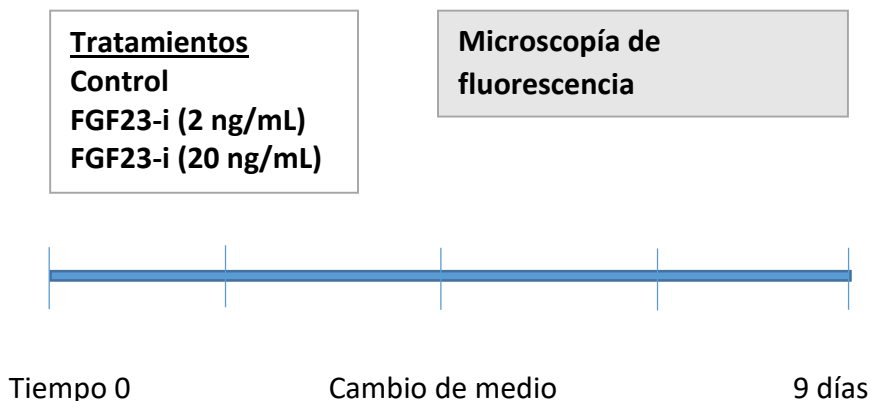 Tratamientos
Control
FGF23-i (2 ng/mL)
FGF23-i (20 ng/mL)
Microscopía de
fluorescencia
Tiempo 0
Cambio de medio
9 días